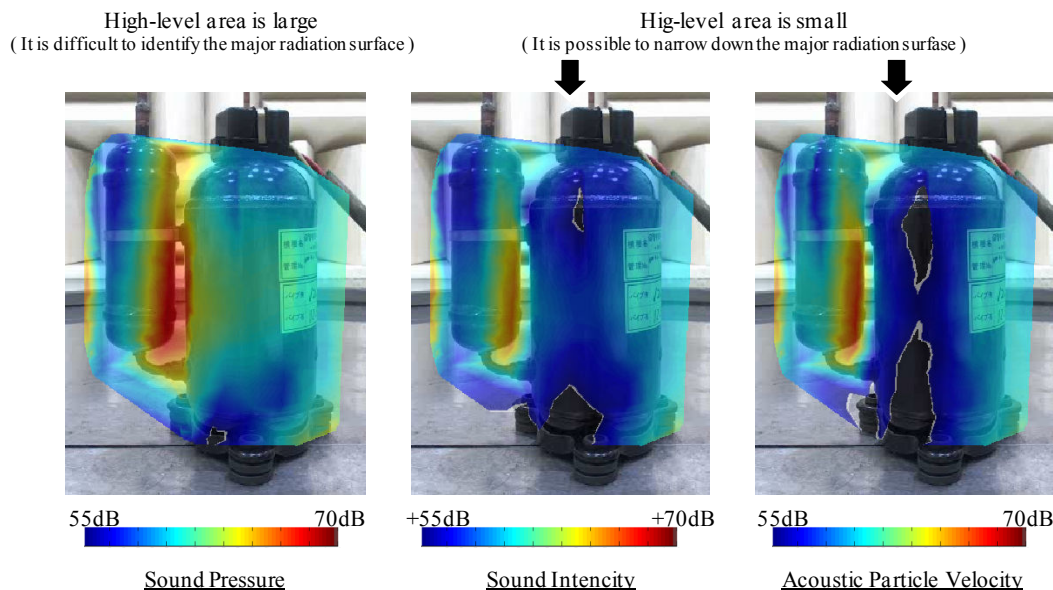 High-level area is large
( It is difficult to identify the major radiation surface )
Hig-level area is small
( It is possible to narrow down the major radiation surfase )
55dB 70dB
+55dB +70dB
55dB 70dB
Sound Pressure
Sound Intencity
Acoustic Particle Velocity